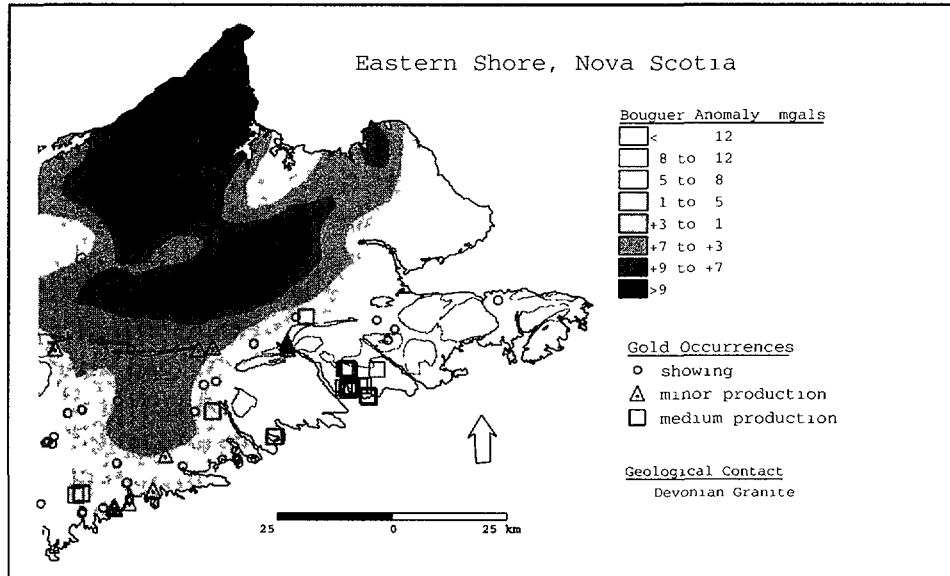 Eastern Shore, Nova Scotia
Bouguer Anomaly mgals
< 12
8 to 12
5 to 8
1 to 5
+3 to 1
+7 to +3
+9 to +7
>9
Gold Occurrences
showing
minor production
medium production
Geological Contact
Devonian Granite
25 0 25 km